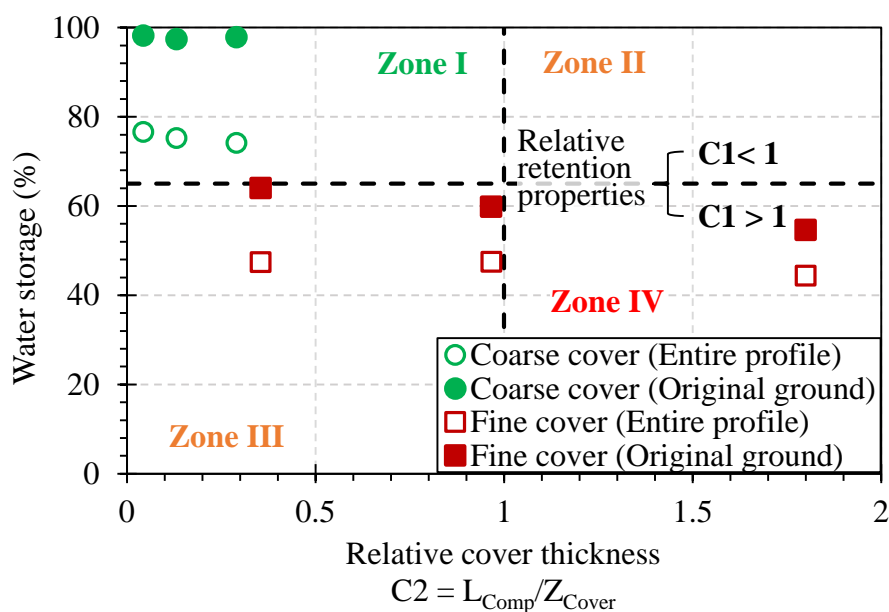 100
80
60
40
20
0
Water storage (%)
Zone I
Zone II
Relative
retention
properties
C1< 1
C1 > 1
Zone III
Zone IV
Coarse cover (Entire profile)
Coarse cover (Original ground)
Fine cover (Entire profile)
Fine cover (Original ground)
0
0.5
1
1.5
2
Relative cover thickness
C2 = L_Comp/Z_Cover